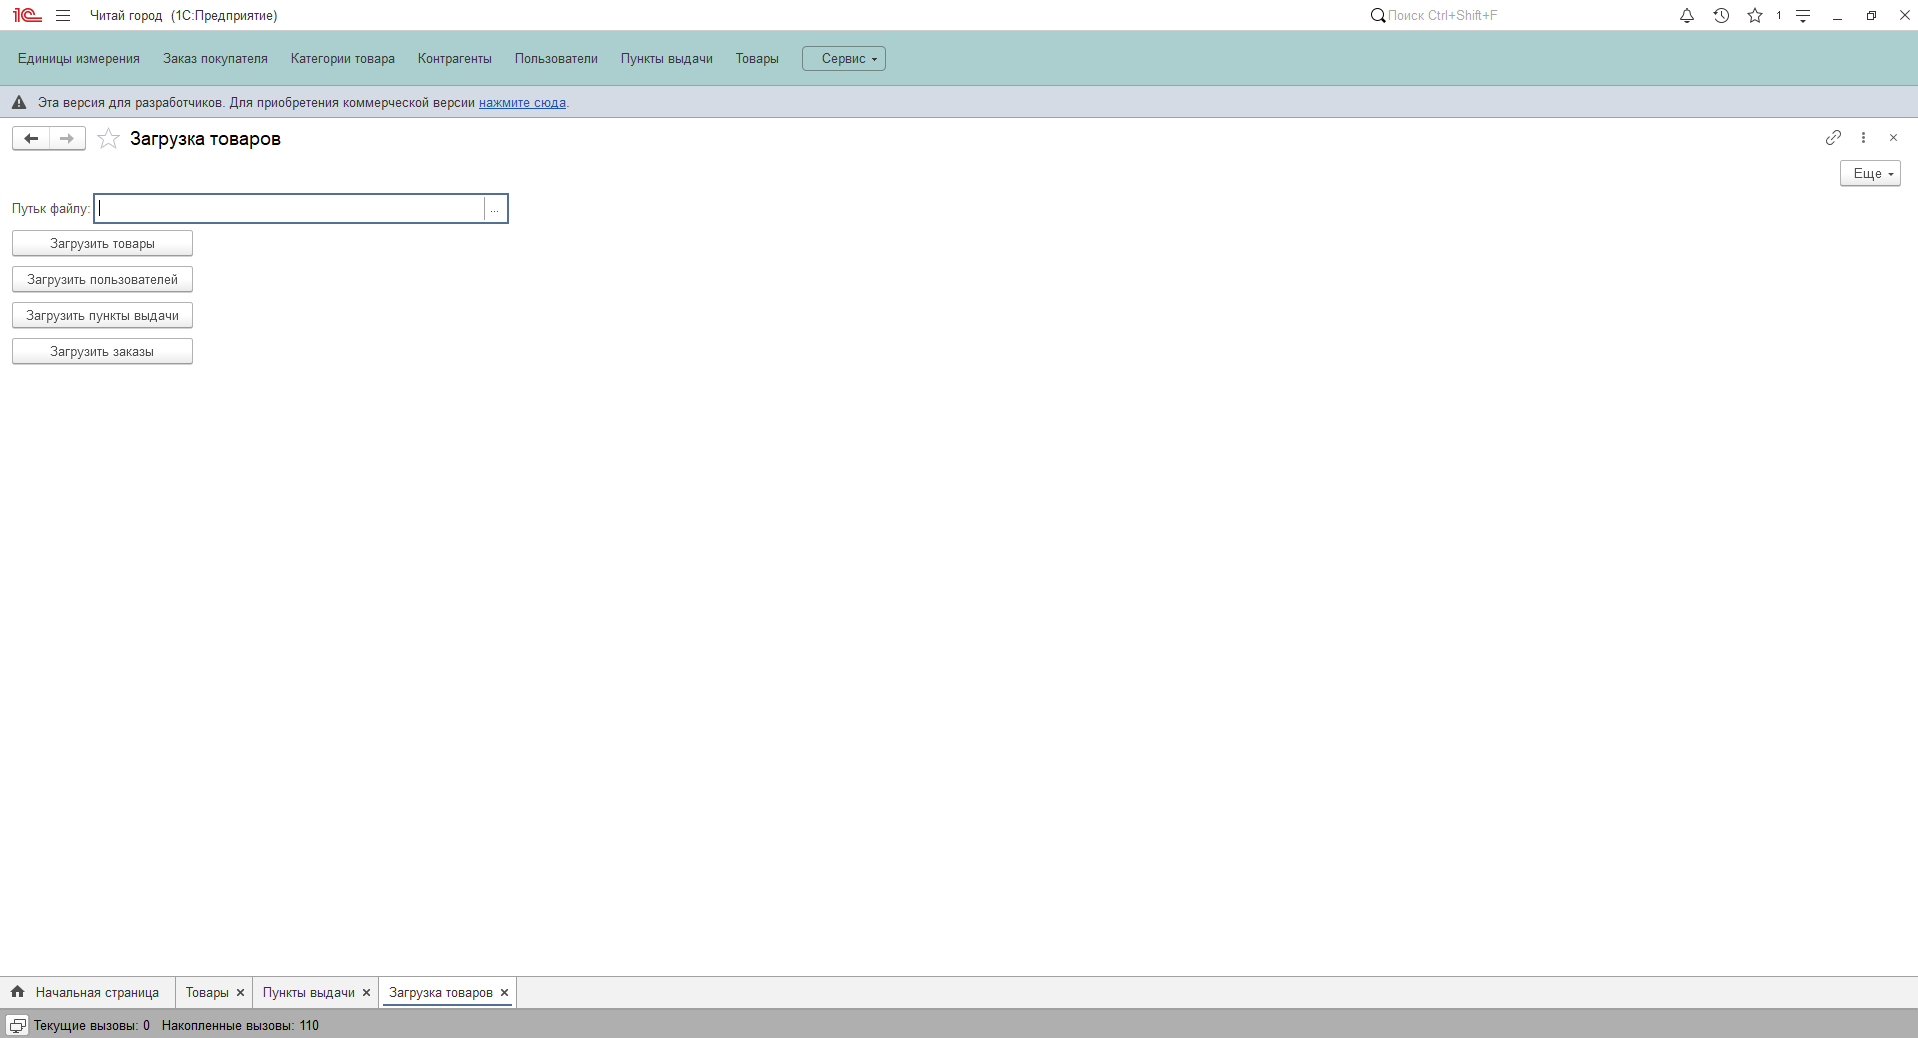 1С Читай город (1С:Предприятие) Поиск Ctrl+Shift+F 1
Единицы измерения Заказ покупателя Категории товара Контрагенты Пользователи Пункты выдачи Товары Сервис
Эта версия для разработчиков. Для приобретения коммерческой версии нажмите сюда.
Загрузка товаров
Еще
Путьк файлу: ...
Загрузить товары
Загрузить пользователей
Загрузить пункты выдачи
Загрузить заказы
Начальная страница Товары Пункты выдачи Загрузка товаров
Текущие вызовы: 0 Накопленные вызовы: 110